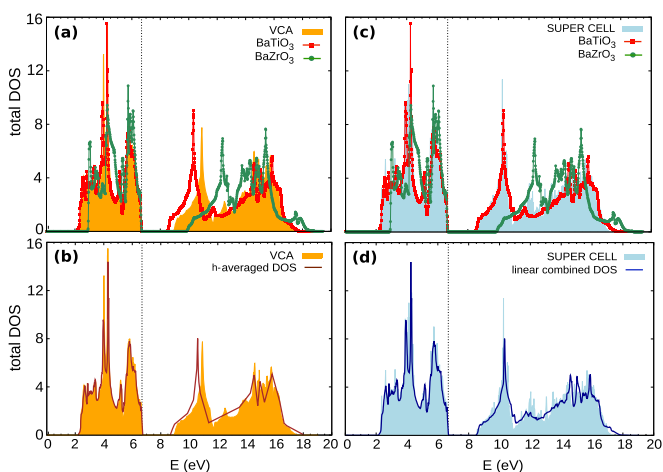 (a)
VCA
BaTiO3
BaZrO3
total DOS
16
12
8
4
0
(c)
SUPER CELL
BaTiO3
BaZrO3
(b)
VCA
h-averaged DOS
total DOS
16
12
8
4
0
0 2 4 6 8 10 12 14 16 18 20
E (eV)
(d)
SUPER CELL
linear combined DOS
0 2 4 6 8 10 12 14 16 18 20
E (eV)